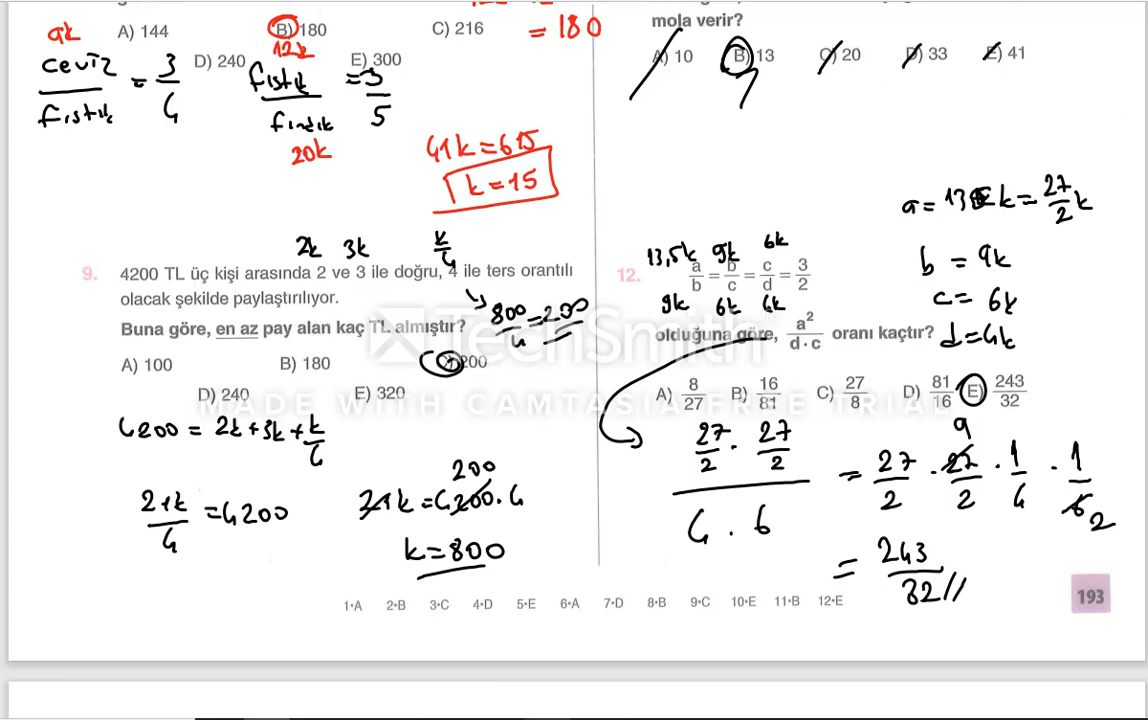 9k
A) 144
B) 180
12k
C) 216
= 180
D) 240
E) 300
ceviz / fıstık = 3/4
fıstık / fındık = 3/5
20k
41k = 615
k = 15
2k 3k k/4
9. 4200 TL üç kişi arasında 2 ve 3 ile doğru, 4 ile ters orantılı
olacak şekilde paylaştırılıyor.
800/4 = 200
Buna göre, en az pay alan kaç TL almıştır?
A) 100
B) 180
200
D) 240
E) 320
4200 = 2k + 3k + k/4
21k/4 = 4200
200
21k = 4200 . 4
k = 800
mola verir?
A) 10
B) 13
C) 20
D) 33
E) 41
k = 27/2 k
b = 9k
c = 6k
d = 4k
13,5k 9k 6k
12. a/b = b/c = c/d = 3/2
9k 6k
olduğuna göre, a²/d·c oranı kaçtır?
A) 8/27
B) 16/81
C) 27/8
D) 81/16
E) 243/32
27/2 . 27/2
4 . 6
9
= 27/2 . 27/2 . 1/4 . 1/6
2
= 243/32 //
TechSmith
MADE WITH CAMTASIA FREE TRIAL
1•A 2•B 3•C 4•D 5•E 6•A 7•D 8•B 9•C 10•E 11•B 12•E
193